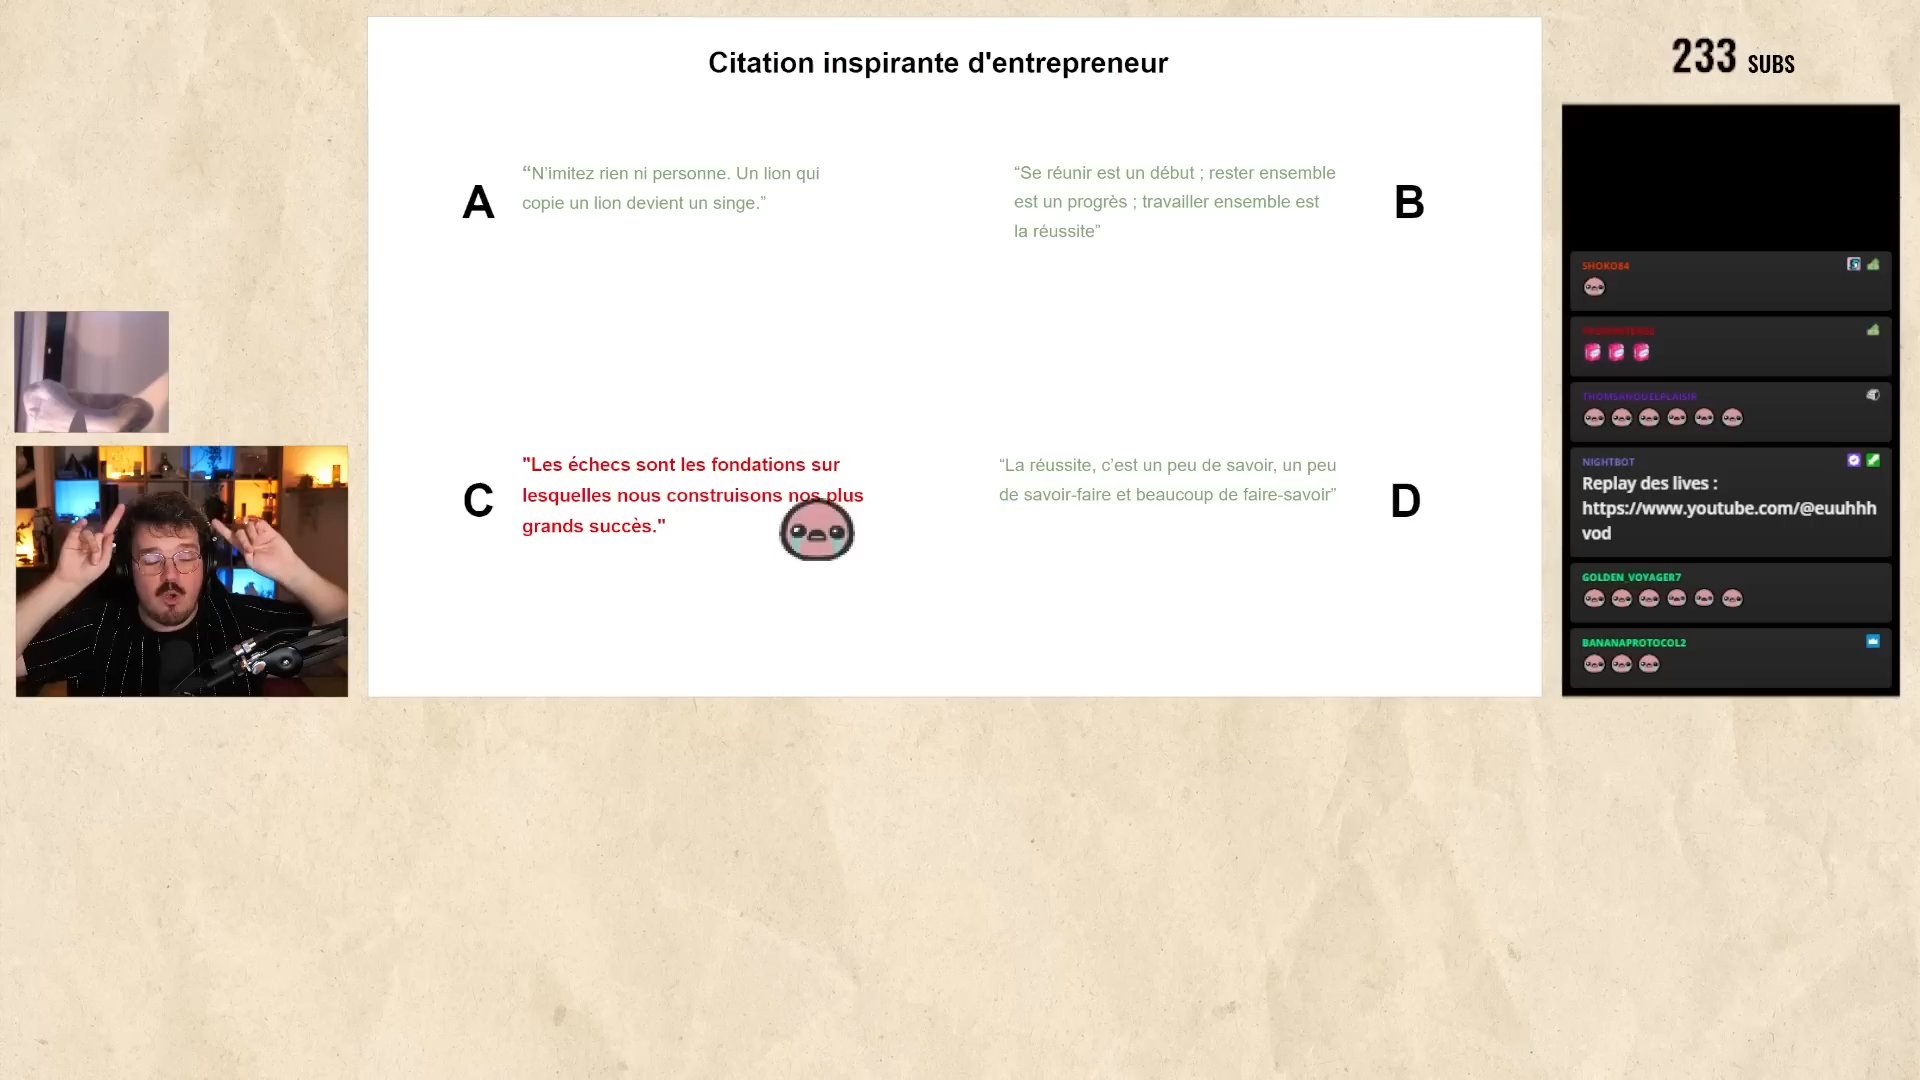 Citation inspirante d'entrepreneur
233 SUBS
A
“N’imitez rien ni personne. Un lion qui
copie un lion devient un singe.”
“Se réunir est un début ; rester ensemble
est un progrès ; travailler ensemble est
la réussite”
B
C
"Les échecs sont les fondations sur
lesquelles nous construisons nos plus
grands succès."
“La réussite, c’est un peu de savoir, un peu
de savoir-faire et beaucoup de faire-savoir”
D
SHOKO84
THOMSANQUILPLAISIR
NIGHTBOT
Replay des lives :
https://www.youtube.com/@euuhhh
vod
GOLDEN_VOYAGER7
BANANAPROTOCOL2